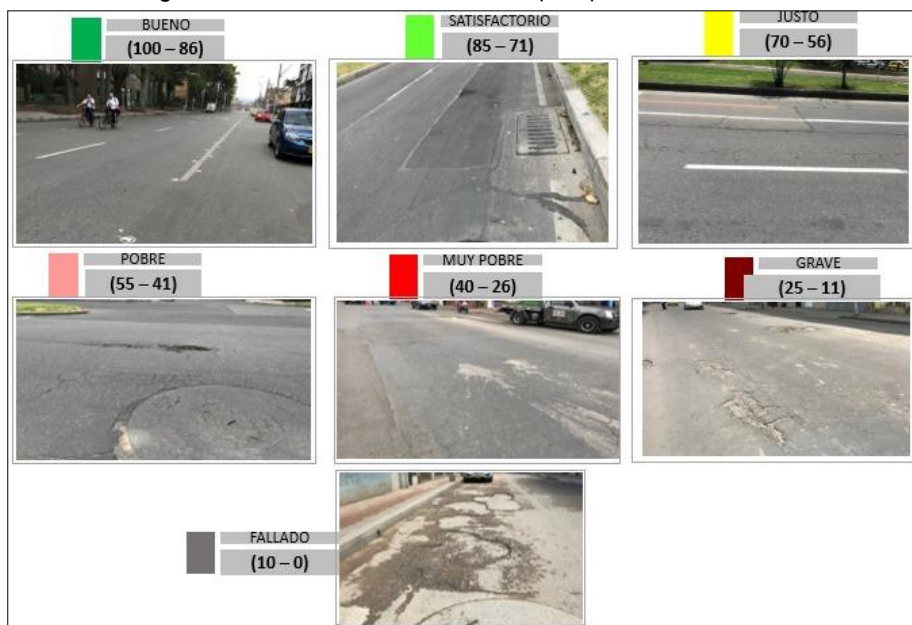 BUENO
(100 – 86)
SATISFACTORIO
(85 – 71)
JUSTO
(70 – 56)
POBRE
(55 – 41)
MUY POBRE
(40 – 26)
GRAVE
(25 – 11)
FALLADO
(10 – 0)